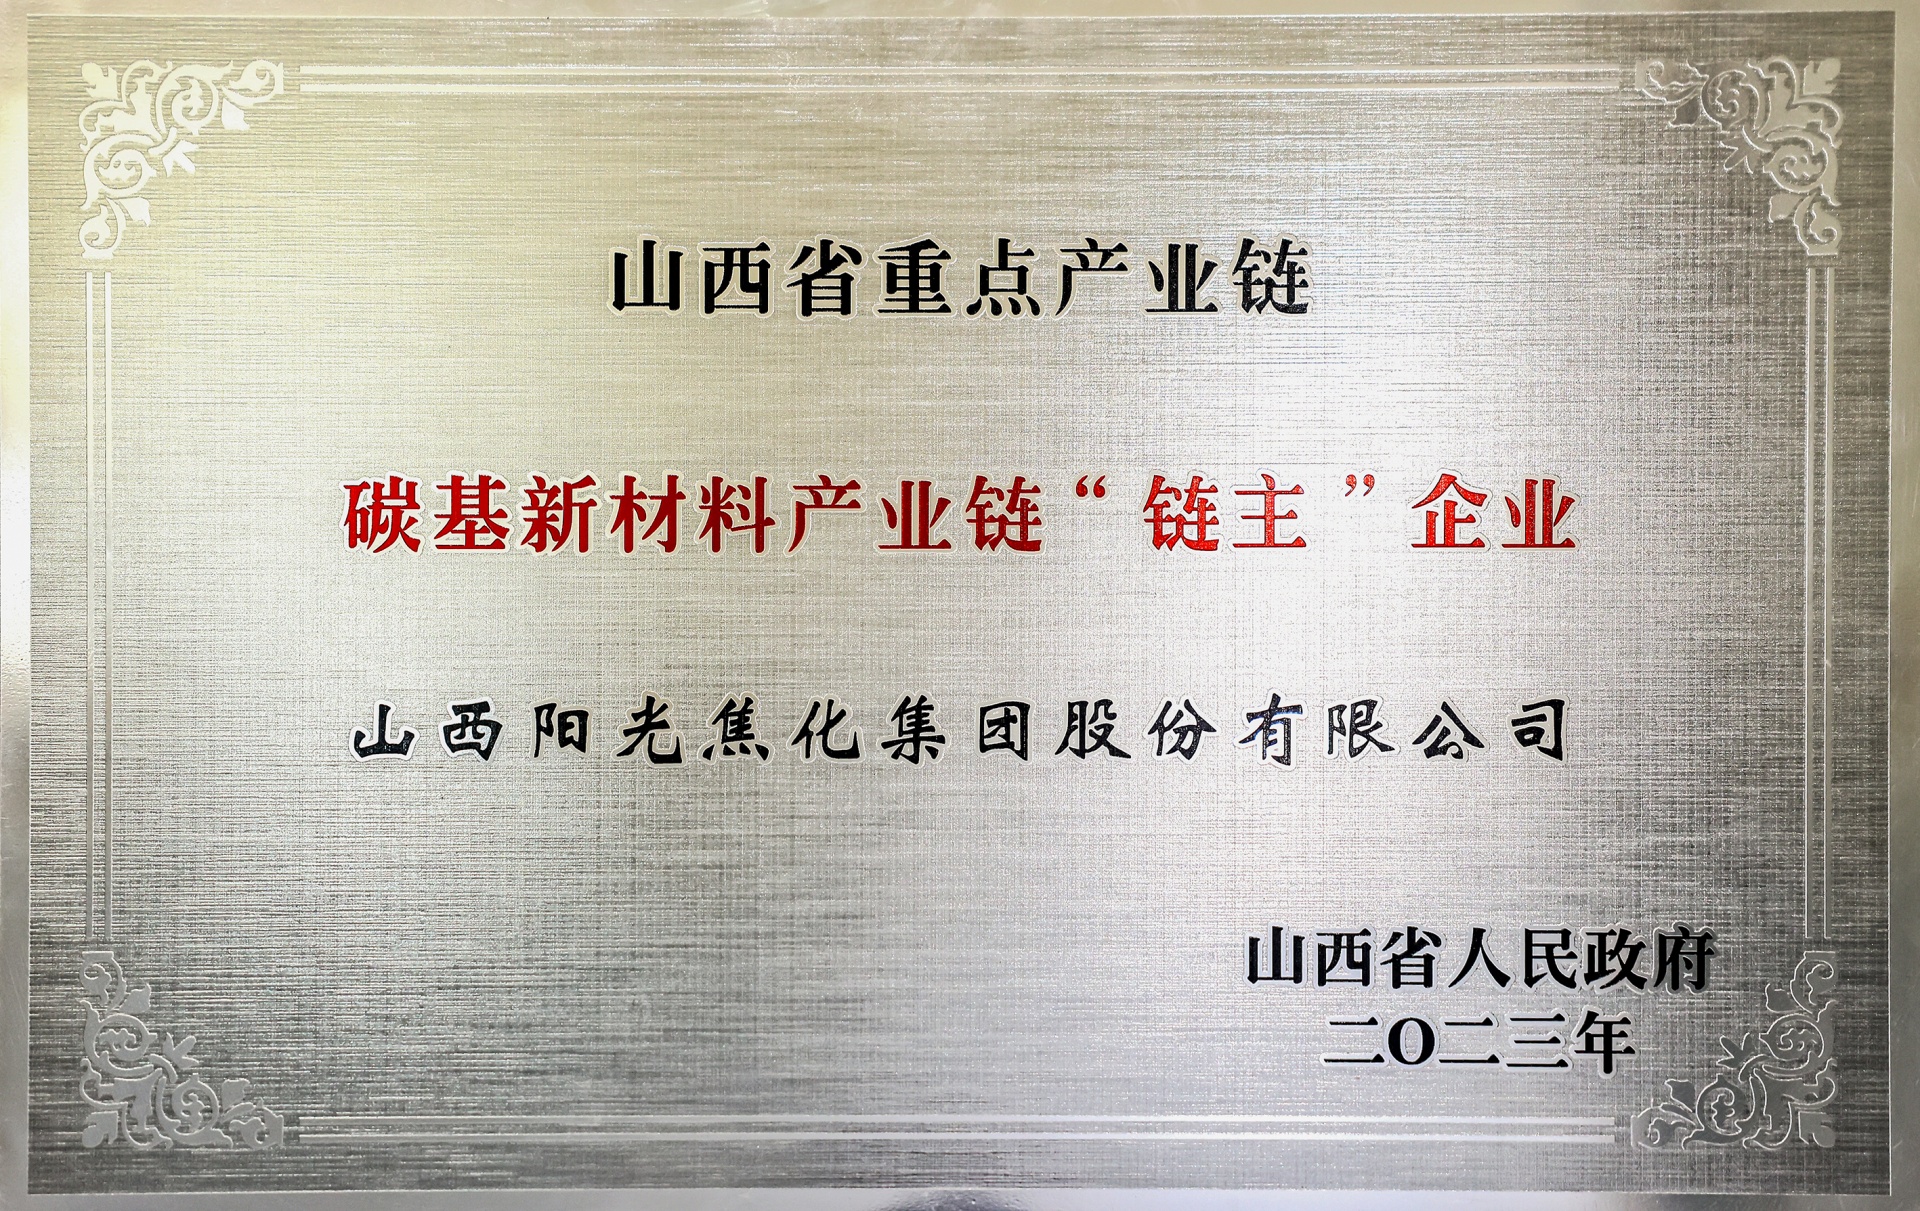 山西省重点产业链
碳基新材料产业链“链主”企业
山西阳光焦化集团股份有限公司
山西省人民政府
二O二三年